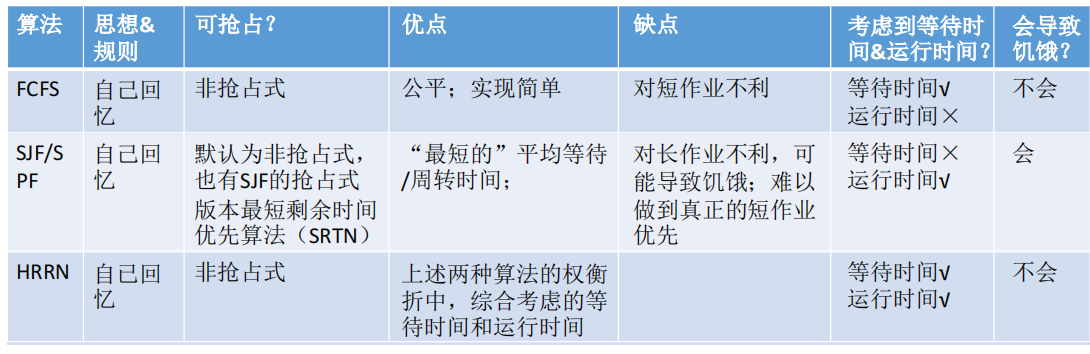 算法
思想&
规则
可抢占？
优点
缺点
考虑到等待时
间&运行时间？
会导致
饥饿？
FCFS
自己回
忆
非抢占式
公平；实现简单
对短作业不利
等待时间√
运行时间×
不会
SJF/S
PF
自己回
忆
默认为非抢占式，
也有SJF的抢占式
版本最短剩余时间
优先算法（SRTN）
“最短的”平均等待
/周转时间；
对长作业不利，可
能导致饥饿；难以
做到真正的短作业
优先
等待时间×
运行时间√
会
HRRN
自己回
忆
非抢占式
上述两种算法的权衡
折中，综合考虑的等
待时间和运行时间
等待时间√
运行时间√
不会